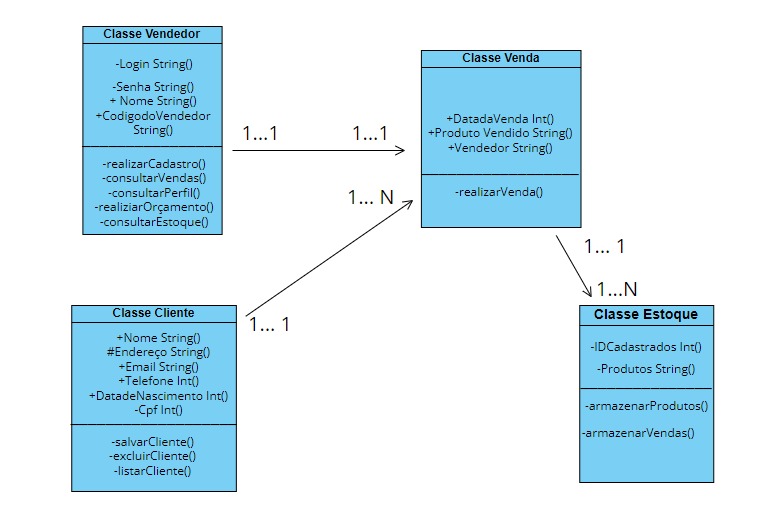 Classe Vendedor
-Login String()
-Senha String()
+ Nome String()
+CodigodoVendedor
String()
-realizarCadastro()
-consultarVendas()
-consultarPerfil()
-realiziarOrçamento()
-consultarEstoque()
1...1
1...1
Classe Venda
+DatadaVenda Int()
+Produto Vendido String()
+Vendedor String()
-realizarVenda()
1... N
1... 1
Classe Cliente
+Nome String()
#Endereço String()
+Email String()
+Telefone Int()
+DatadeNascimento Int()
-Cpf Int()
-salvarCliente()
-excluirCliente()
-listarCliente()
1... 1
1...N
Classe Estoque
-IDCadastrados Int()
-Produtos String()
-armazenarProdutos()
-armazenarVendas()